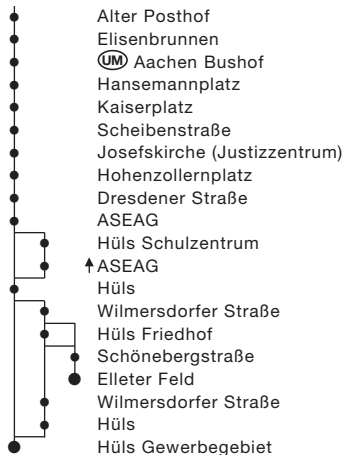 Alter Posthof
Elisenbrunnen
UM Aachen Bushof
Hansemannplatz
Kaiserplatz
Scheibenstraße
Josefskirche (Justizzentrum)
Hohenzollernplatz
Dresdener Straße
ASEAG
Hüls Schulzentrum
ASEAG
Hüls
Wilmersdorfer Straße
Hüls Friedhof
Schönebergstraße
Elleter Feld
Wilmersdorfer Straße
Hüls
Hüls Gewerbegebiet